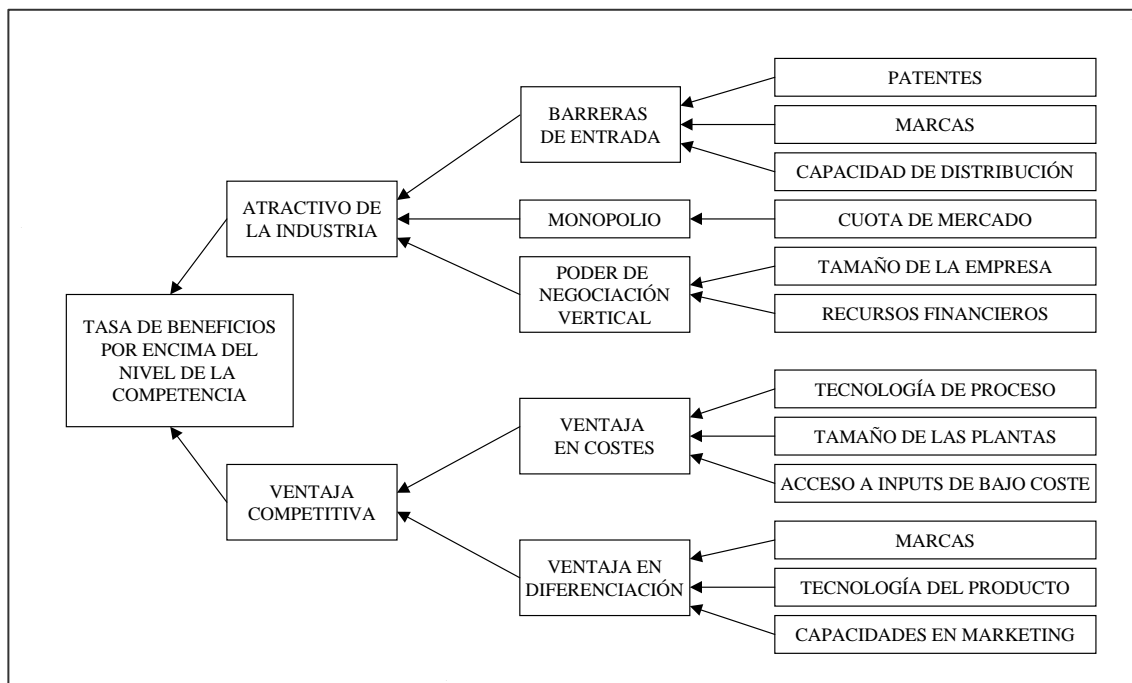 PATENTES
BARRERAS
DE ENTRADA
MARCAS
CAPACIDAD DE DISTRIBUCIÓN
ATRACTIVO DE
LA INDUSTRIA
MONOPOLIO
CUOTA DE MERCADO
PODER DE
NEGOCIACIÓN
VERTICAL
TAMAÑO DE LA EMPRESA
RECURSOS FINANCIEROS
TASA DE BENEFICIOS
POR ENCIMA DEL
NIVEL DE LA
COMPETENCIA
TECNOLOGÍA DE PROCESO
VENTAJA
EN COSTES
TAMAÑO DE LAS PLANTAS
ACCESO A INPUTS DE BAJO COSTE
VENTAJA
COMPETITIVA
MARCAS
VENTAJA EN
DIFERENCIACIÓN
TECNOLOGÍA DEL PRODUCTO
CAPACIDADES EN MARKETING